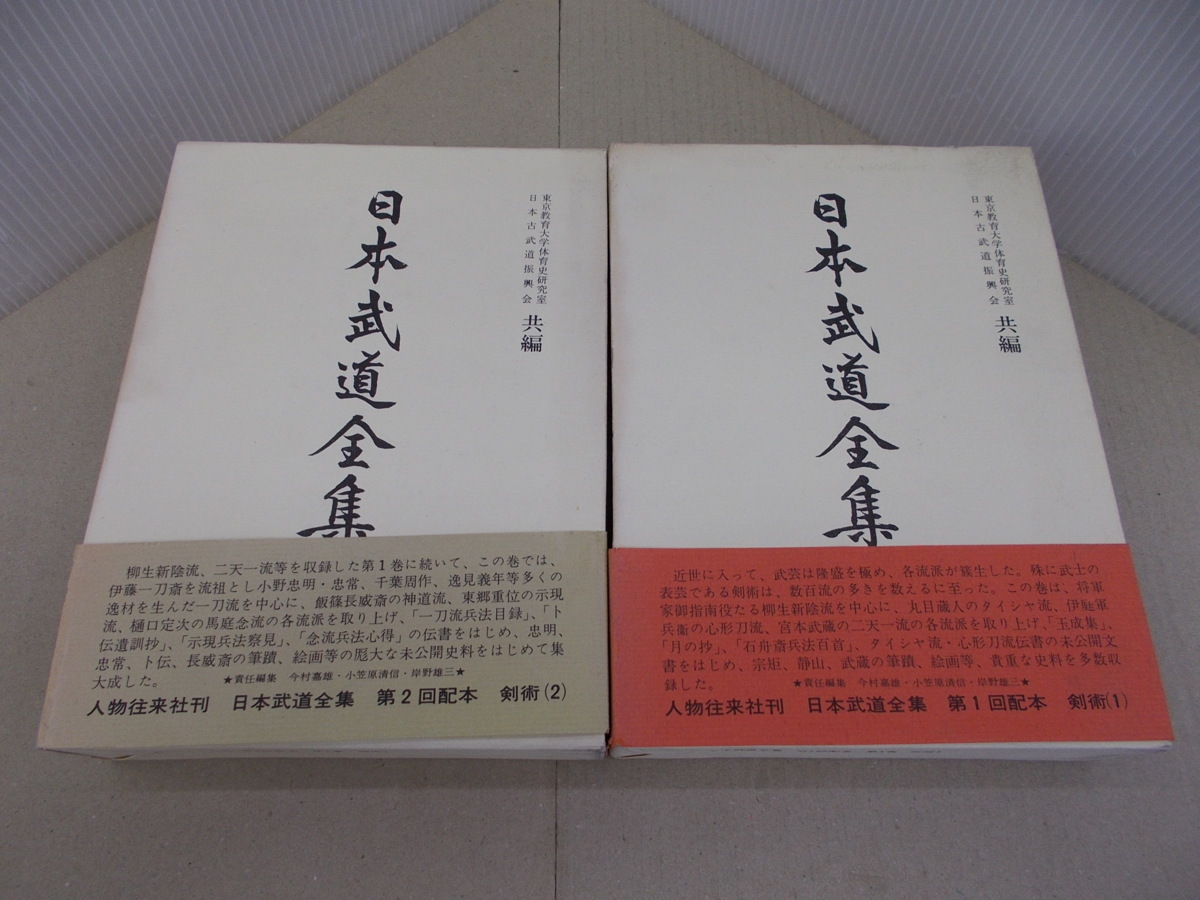 日本武道全集
東京教育大学体育史研究室
日本古武道振興会
共編
柳生新陰流、二天一流等を収録した第1巻に続いて、この巻では、
伊藤一刀斎を流祖とし小野忠明・忠常、千葉周作、逸見義年等多くの
逸材を生んだ一刀流を中心に、飯篠長威斎の神道流、東郷重位の示現
流、樋口定次の馬庭念流の各流派を取り上げ、「一刀流兵法目録」、「卜
伝遺訓抄」、「示現兵法察見」、「念流兵法心得」の伝書をはじめ、忠明、
忠常、卜伝、長威斎の筆蹟、絵画等の厖大な未公開史料をはじめて集
大成した。
★責任編集 今村嘉雄・小笠原清信・岸野雄三★
人物往来社刊 日本武道全集 第2回配本 剣術(2)
東京教育大学体育史研究室
日本古武道振興会
共編
日本武道全集
近世に入って、武芸は隆盛を極め、各流派が簇生した。殊に武士の
表芸である剣術は、数百流の多きを数えるに至った。この巻は、将軍
家御指南役たる柳生新陰流を中心に、丸目蔵人のタイシャ流、伊庭軍
兵衛の心形刀流、宮本武蔵の二天一流の各流派を取り上げ、「玉成集」、
「月の抄」、「石舟斎兵法百首」、タイシャ流・心形刀流伝書の未公開文
書をはじめ、宗矩、静山、武蔵の筆蹟、絵画等、貴重な史料を多数収
録した。
★責任編集 今村嘉雄・小笠原清信・岸野雄三★
人物往来社刊 日本武道全集 第1回配本 剣術(1)